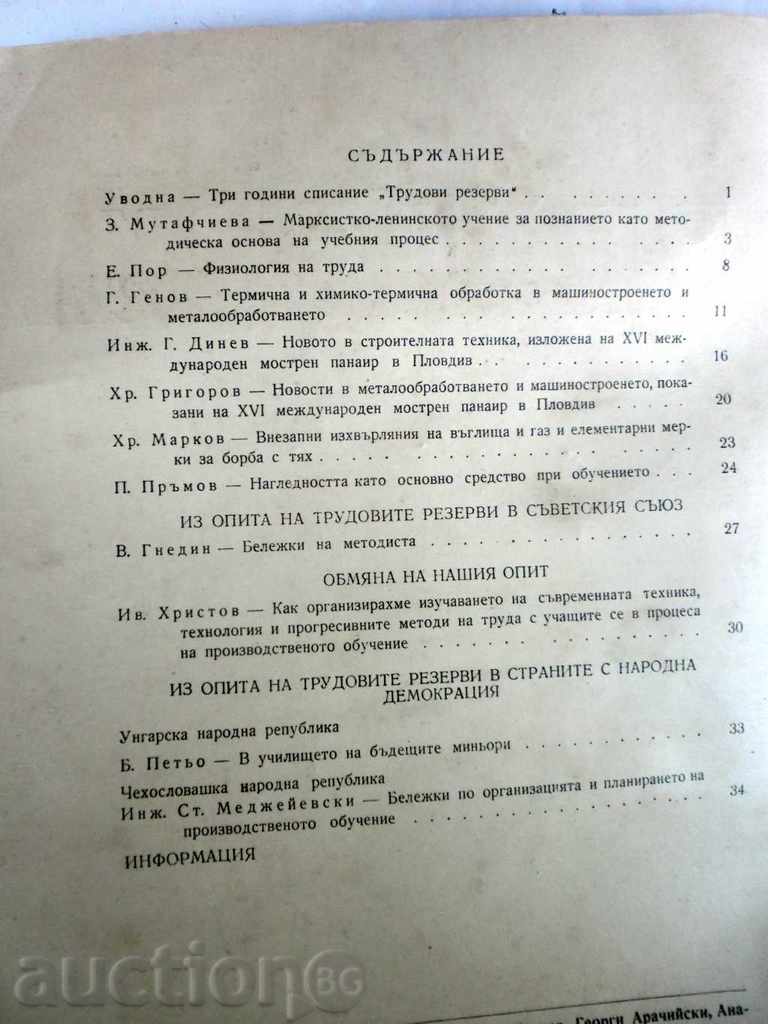 СЪДЪРЖАНИЕ
Уводна — Три години списание „Трудови резерви“ . . . . . . . . 1
З. Мутафчиева — Марксистко-ленинското учение за познанието като мето-
дическа основа на учебния процес . . . . . . . . . . . 3
Е. Пор — Физиология на труда . . . . . . . . . . . . . 8
Г. Генов — Термична и химико-термична обработка в машиностроенето и
металообработването . . . . . . . . . . . . . 11
Инж. Г. Динев — Новото в строителната техника, изложена на XVI меж-
дународен мострен панаир в Пловдив . . . . . . . . . . 16
Хр. Григоров — Новости в металообработването и машиностроенето, пока-
зани на XVI международен мострен панаир в Пловдив . . . . . 20
Хр. Марков — Внезапни изхвърляния на въглища и газ и елементарни мер-
ки за борба с тях . . . . . . . . . . . . . . 23
П. Пръмов — Нагледността като основно средство при обучението . . . 24
ИЗ ОПИТА НА ТРУДОВИТЕ РЕЗЕРВИ В СЪВЕТСКИЯ СЪЮЗ
В. Гнедин — Бележки на методиста . . . . . . . . . . . . 27
ОБМЯНА НА НАШИЯ ОПИТ
Ив. Христов — Как организирахме изучаването на съвременната техника,
технология и прогресивните методи на труда с учащите се в процеса
на производственото обучение . . . . . . . . . . . . 30
ИЗ ОПИТА НА ТРУДОВИТЕ РЕЗЕРВИ В СТРАНИТЕ С НАРОДНА
ДЕМОКРАЦИЯ
Унгарска народна република
Б. Петьо — В училището на бъдещите миньори . . . . . . . . . 33
Чехословашка народна република
Инж. Ст. Меджейевски — Бележки по организацията и планирането на
производственото обучение . . . . . . . . . . . 34
ИНФОРМАЦИЯ
auction BG
Георги Арачийски, Ана-